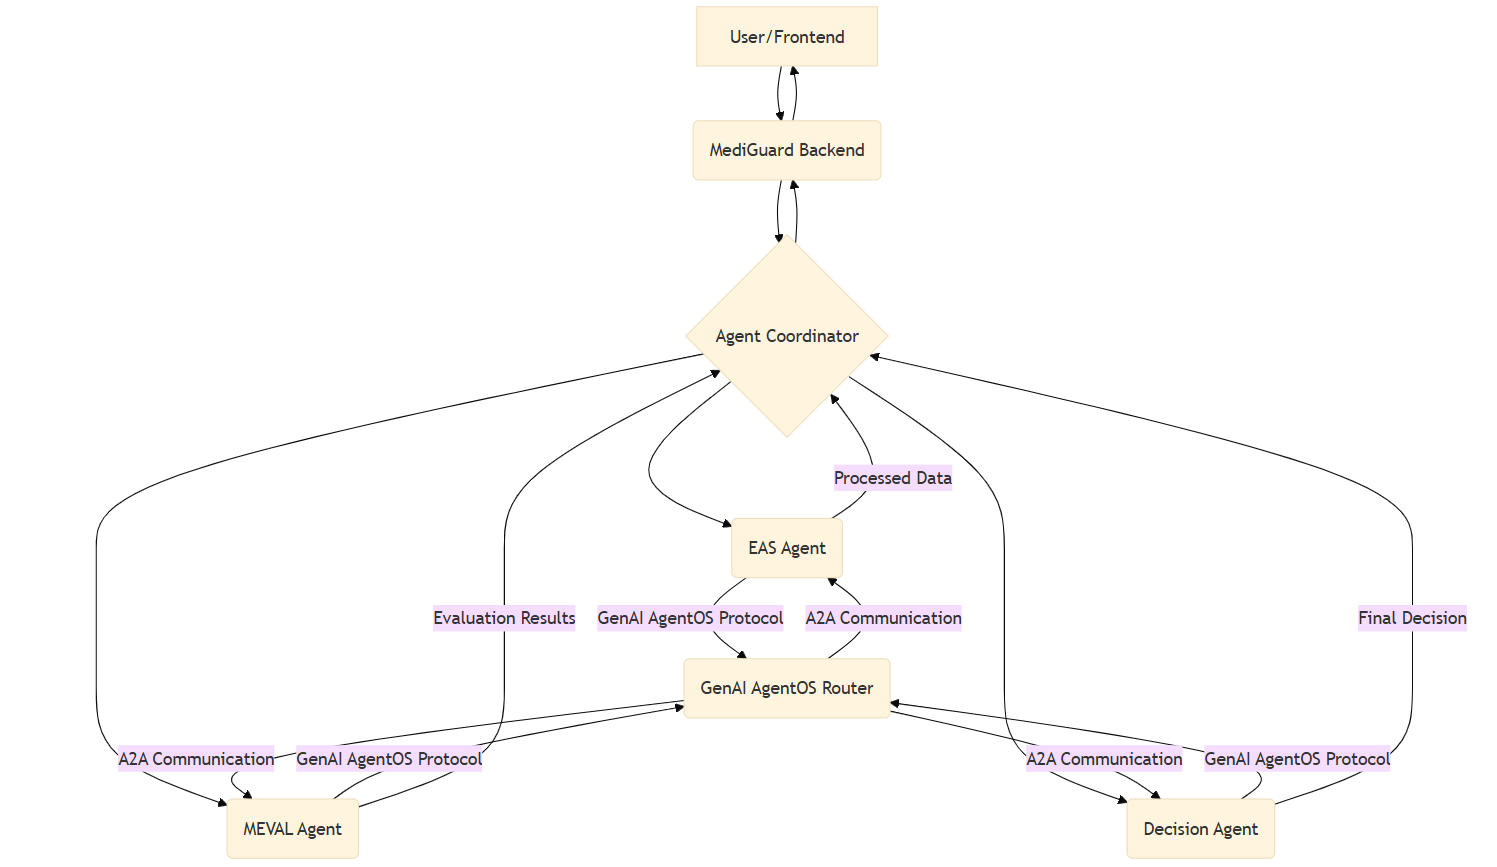 User/Frontend
MediGuard Backend
Agent Coordinator
Processed Data
EAS Agent
Evaluation Results
GenAI AgentOS Protocol
A2A Communication
Final Decision
GenAI AgentOS Router
A2A Communication
GenAI AgentOS Protocol
A2A Communication
GenAI AgentOS Protocol
MEVAL Agent
Decision Agent